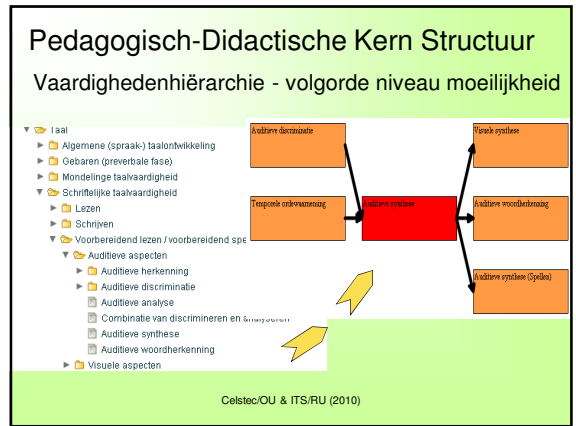 Pedagogisch-Didactische Kern Structuur
Vaardighedenhiërarchie - volgorde niveau moeilijkheid
Taal
Algemene (spraak-) taalontwikkeling
Gebaren (preverbale fase)
Mondelinge taalvaardigheid
Schriftelijke taalvaardigheid
Lezen
Schrijven
Voorbereidend lezen / voorbereidend spe
Auditieve aspecten
Auditieve herkenning
Auditieve discriminatie
Auditieve analyse
Combinatie van discrimineren en analyseren
Auditieve synthese
Auditieve woordherkenning
Visuele aspecten
Auditieve discriminatie
Temporele ordewaarneming
Auditieve synthese
Visuele synthese
Auditieve woordherkenning
Auditieve synthese (Spellen)
Celstec/OU & ITS/RU (2010)